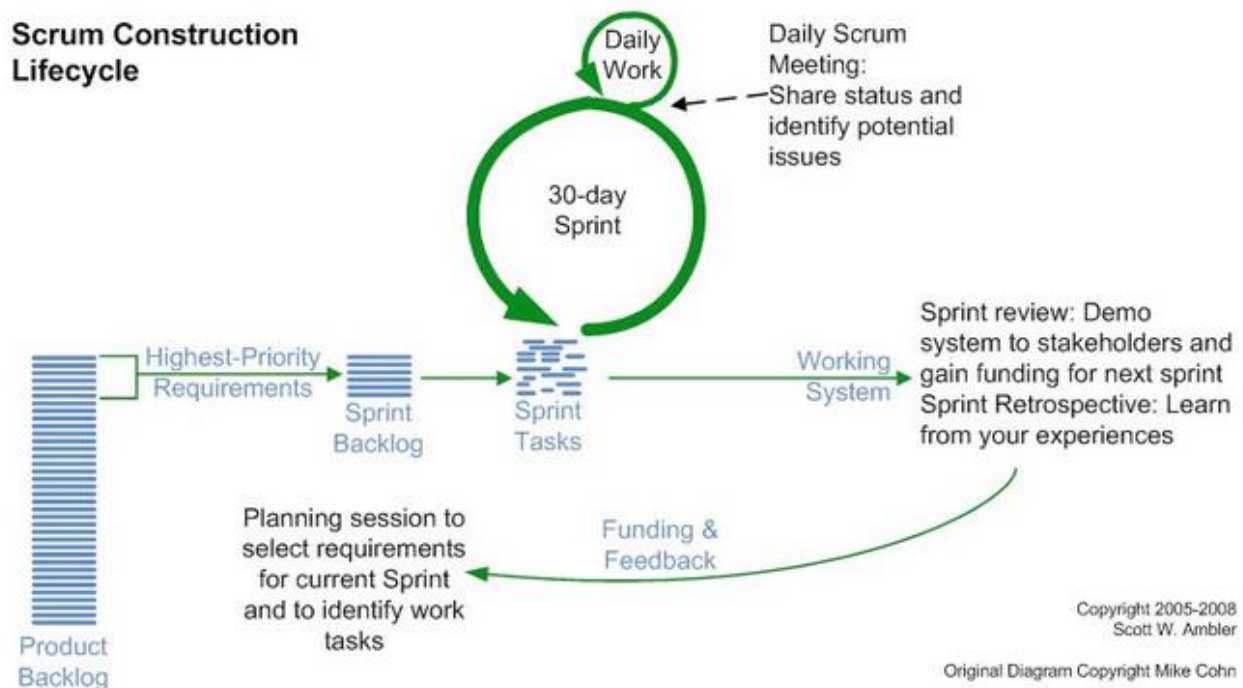 Scrum Construction
Lifecycle
Daily
Work
Daily Scrum
Meeting:
Share status and
identify potential
issues
30-day
Sprint
Highest-Priority
Requirements
Sprint
Backlog
Sprint
Tasks
Working
System
Sprint review: Demo
system to stakeholders and
gain funding for next sprint
Sprint Retrospective: Learn
from your experiences
Product
Backlog
Planning session to
select requirements
for current Sprint
and to identify work
tasks
Funding &
Feedback
Copyright 2005-2008
Scott W. Ambler
Original Diagram Copyright Mike Cohn